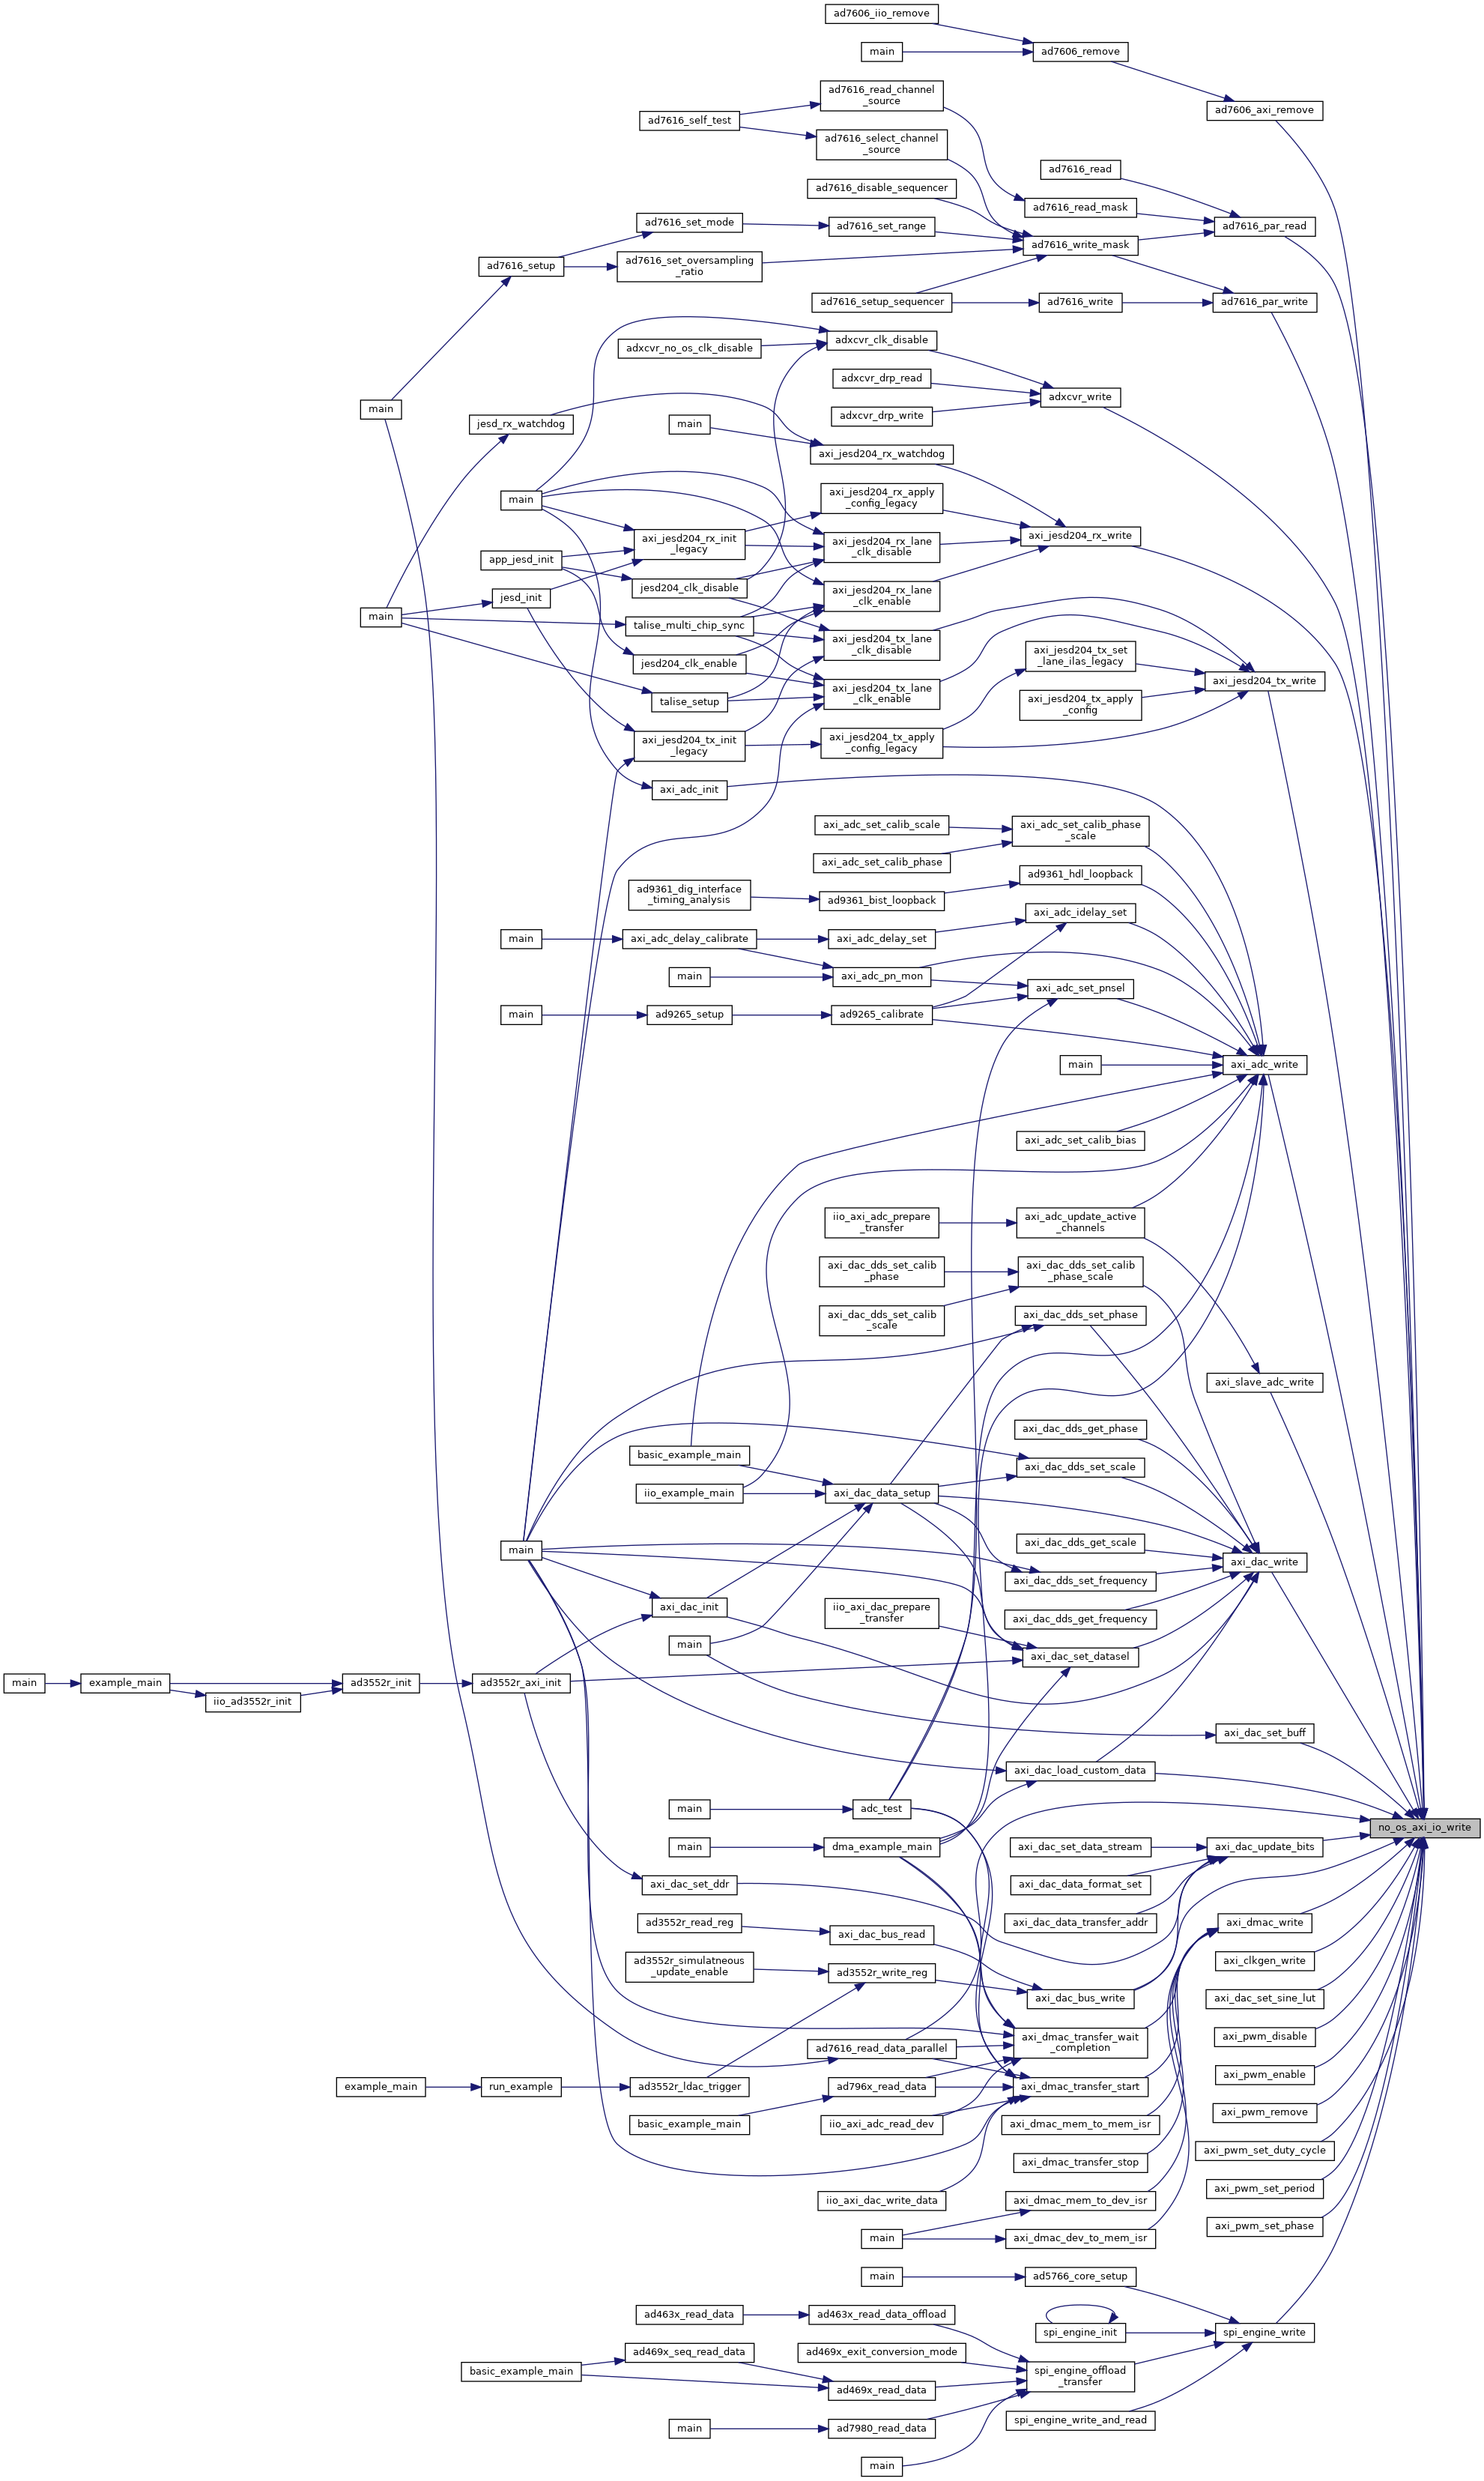 ad7606_iio_remove
main
ad7606_remove
ad7606_axi_remove
ad7616_read_channel
_source
ad7616_self_test
ad7616_select_channel
_source
ad7616_read
ad7616_disable_sequencer
ad7616_read_mask
ad7616_set_mode
ad7616_set_range
ad7616_par_read
ad7616_write_mask
ad7616_setup
ad7616_set_oversampling
_ratio
ad7616_setup_sequencer
ad7616_write
ad7616_par_write
adxcvr_clk_disable
adxcvr_no_os_clk_disable
adxcvr_drp_read
adxcvr_write
main
adxcvr_drp_write
jesd_rx_watchdog
main
axi_jesd204_rx_watchdog
main
axi_jesd204_rx_apply
_config_legacy
axi_jesd204_rx_write
axi_jesd204_rx_init
_legacy
axi_jesd204_rx_lane
_clk_disable
app_jesd_init
jesd204_clk_disable
jesd_init
axi_jesd204_rx_lane
_clk_enable
main
talise_multi_chip_sync
axi_jesd204_tx_lane
_clk_disable
axi_jesd204_tx_set
_lane_ilas_legacy
jesd204_clk_enable
axi_jesd204_tx_write
axi_jesd204_tx_lane
_clk_enable
talise_setup
axi_jesd204_tx_apply
_config
axi_jesd204_tx_init
_legacy
axi_jesd204_tx_apply
_config_legacy
axi_adc_init
axi_adc_set_calib_scale
axi_adc_set_calib_phase
_scale
axi_adc_set_calib_phase
ad9361_hdl_loopback
ad9361_dig_interface
_timing_analysis
ad9361_bist_loopback
axi_adc_idelay_set
main
axi_adc_delay_calibrate
axi_adc_delay_set
main
axi_adc_pn_mon
axi_adc_set_pnsel
main
ad9265_setup
ad9265_calibrate
main
axi_adc_write
axi_adc_set_calib_bias
iio_axi_adc_prepare
_transfer
axi_adc_update_active
_channels
axi_dac_dds_set_calib
_phase
axi_dac_dds_set_calib
_phase_scale
axi_dac_dds_set_calib
_scale
axi_dac_dds_set_phase
axi_slave_adc_write
axi_dac_dds_get_phase
basic_example_main
axi_dac_dds_set_scale
iio_example_main
axi_dac_data_setup
axi_dac_dds_get_scale
main
axi_dac_write
axi_dac_dds_set_frequency
axi_dac_init
iio_axi_dac_prepare
_transfer
axi_dac_dds_get_frequency
main
axi_dac_set_datasel
main
example_main
iio_ad3552r_init
ad3552r_init
ad3552r_axi_init
axi_dac_set_buff
axi_dac_load_custom_data
main
adc_test
no_os_axi_io_write
main
dma_example_main
axi_dac_set_data_stream
axi_dac_update_bits
axi_dac_set_ddr
axi_dac_data_format_set
ad3552r_read_reg
axi_dac_bus_read
axi_dac_data_transfer_addr
axi_dmac_write
ad3552r_simulatneous
_update_enable
ad3552r_write_reg
axi_clkgen_write
axi_dac_bus_write
axi_dac_set_sine_lut
ad7616_read_data_parallel
axi_dmac_transfer_wait
_completion
axi_pwm_disable
example_main
run_example
ad3552r_ldac_trigger
ad796x_read_data
axi_dmac_transfer_start
axi_pwm_enable
basic_example_main
iio_axi_adc_read_dev
axi_dmac_mem_to_mem_isr
axi_pwm_remove
axi_dmac_transfer_stop
axi_pwm_set_duty_cycle
iio_axi_dac_write_data
axi_dmac_mem_to_dev_isr
axi_pwm_set_period
main
axi_dmac_dev_to_mem_isr
axi_pwm_set_phase
main
ad5766_core_setup
ad463x_read_data
ad463x_read_data_offload
spi_engine_init
spi_engine_write
ad469x_seq_read_data
ad469x_exit_conversion_mode
basic_example_main
spi_engine_offload
_transfer
ad469x_read_data
main
ad7980_read_data
spi_engine_write_and_read
main